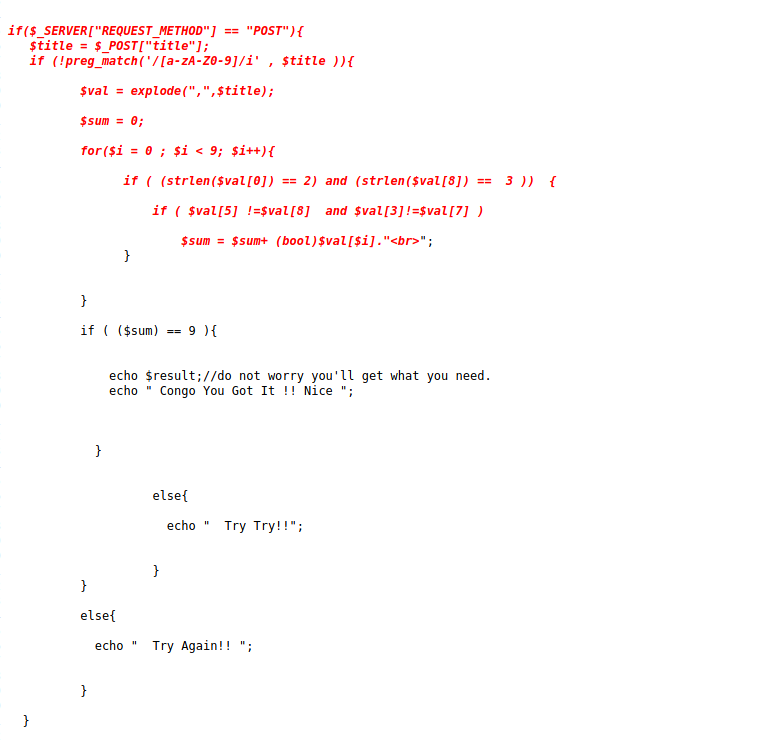 if($_SERVER["REQUEST_METHOD"] == "POST"){
$title = $_POST["title"];
if (!preg_match('/[a-zA-Z0-9]/i' , $title )){
$val = explode(",",$title);
$sum = 0;
for($i = 0 ; $i < 9; $i++){
if ( (strlen($val[0]) == 2) and (strlen($val[8]) ==  3 ))  {
if ( $val[5] !=$val[8]  and $val[3]!=$val[7] )
$sum = $sum+ (bool)$val[$i]."<br>";
}
}
if ( ($sum) == 9 ){
echo $result;//do not worry you'll get what you need.
echo " Congo You Got It !! Nice ";
}
else{
echo "  Try Try!!";
}
}
else{
echo "  Try Again!! ";
}
}